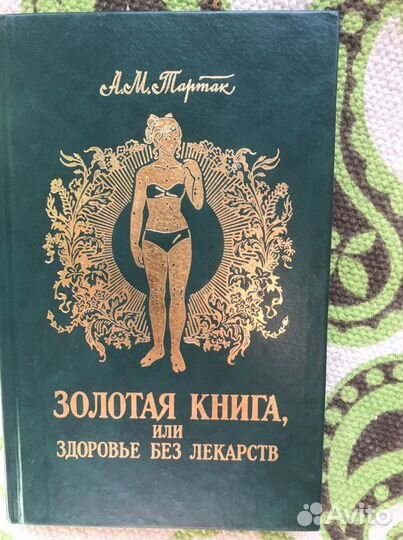 А.М.Тартак
ЗОЛОТАЯ КНИГА,
ИЛИ
ЗДОРОВЬЕ БЕЗ ЛЕКАРСТВ
Avito